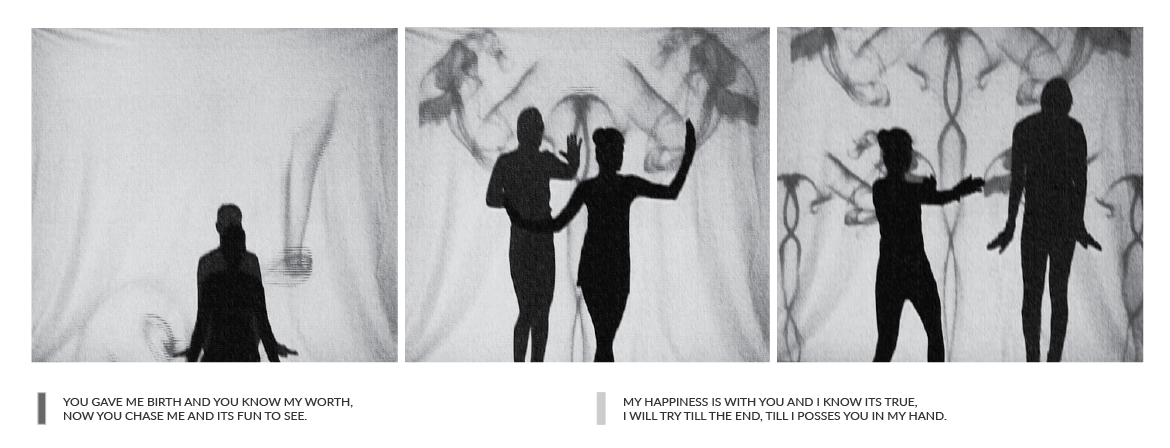 YOU GAVE ME BIRTH AND YOU KNOW MY WORTH,
NOW YOU CHASE ME AND ITS FUN TO SEE.
MY HAPPINESS IS WITH YOU AND I KNOW ITS TRUE,
I WILL TRY TILL THE END, TILL I POSSES YOU IN MY HAND.